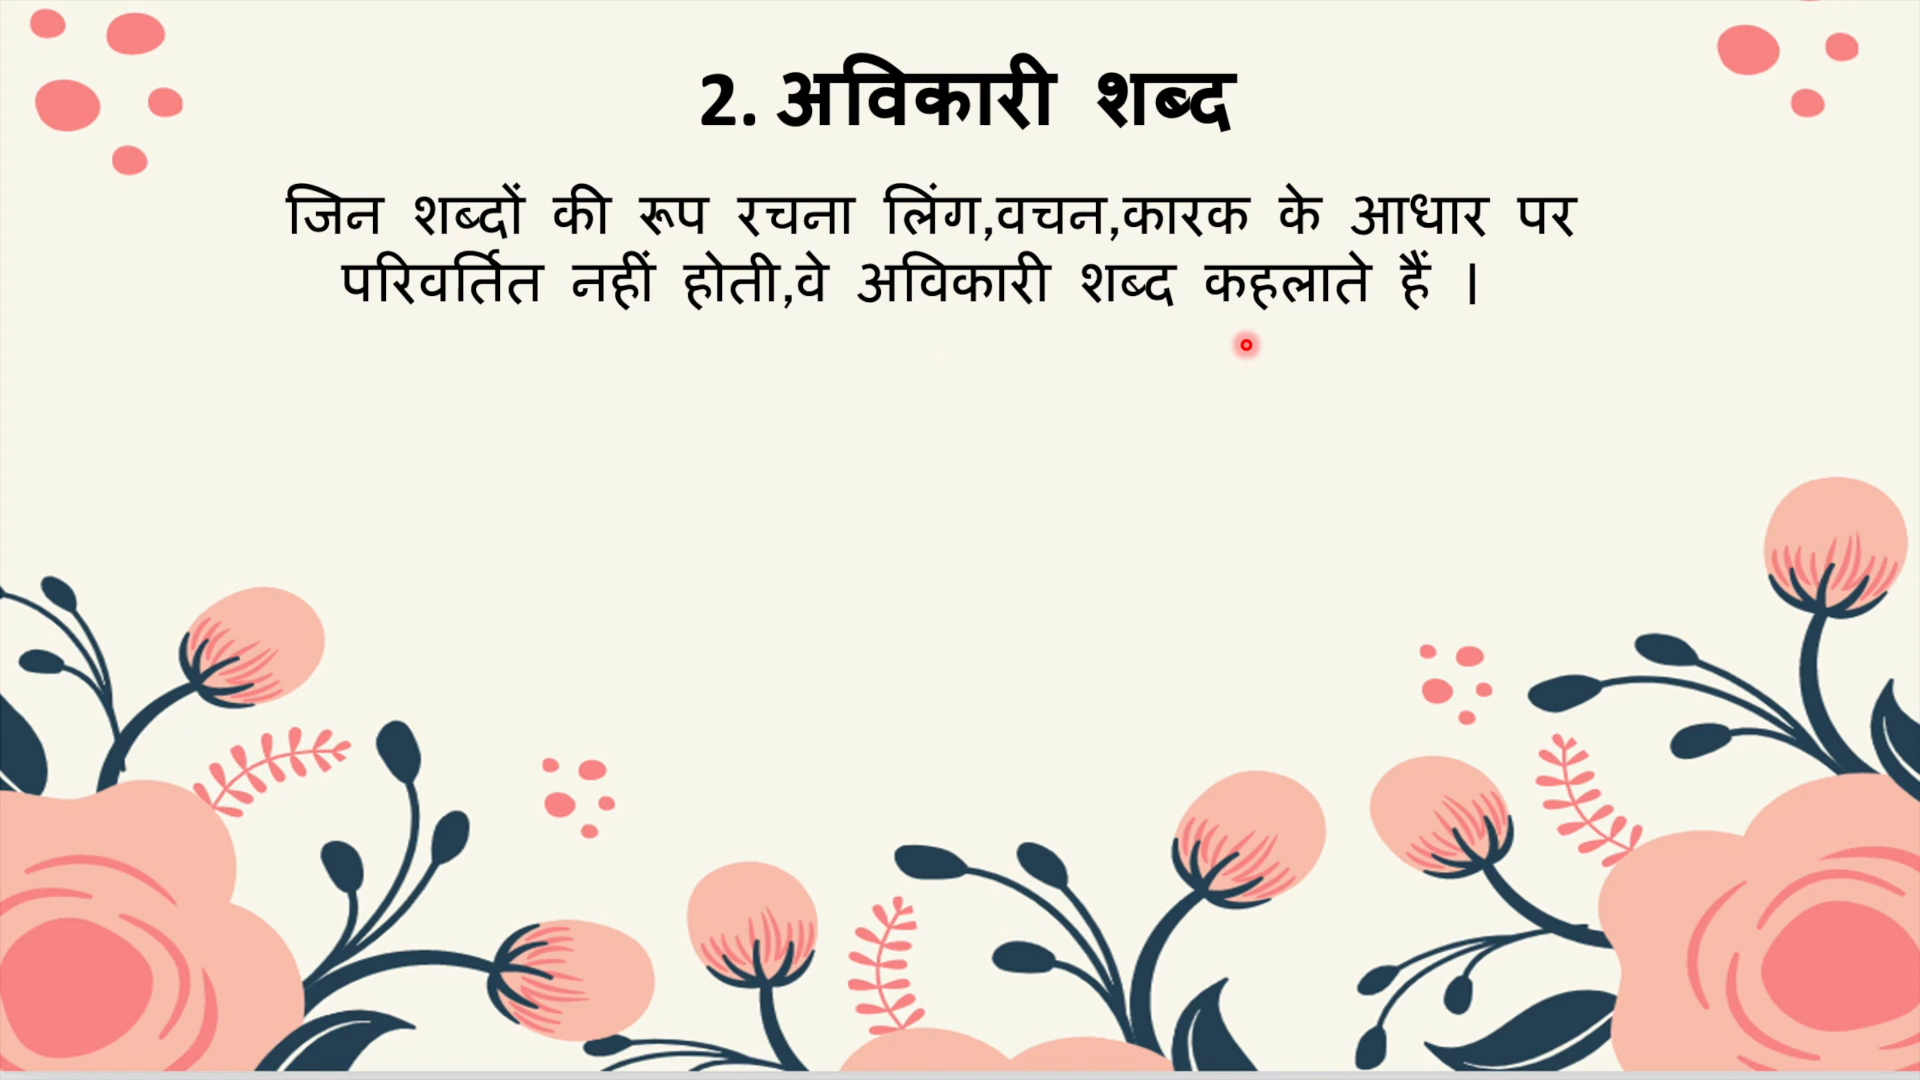 2. अविकारी शब्द
जिन शब्दों की रूप रचना लिंग,वचन,कारक के आधार पर
परिवर्तित नहीं होती,वे अविकारी शब्द कहलाते हैं ।